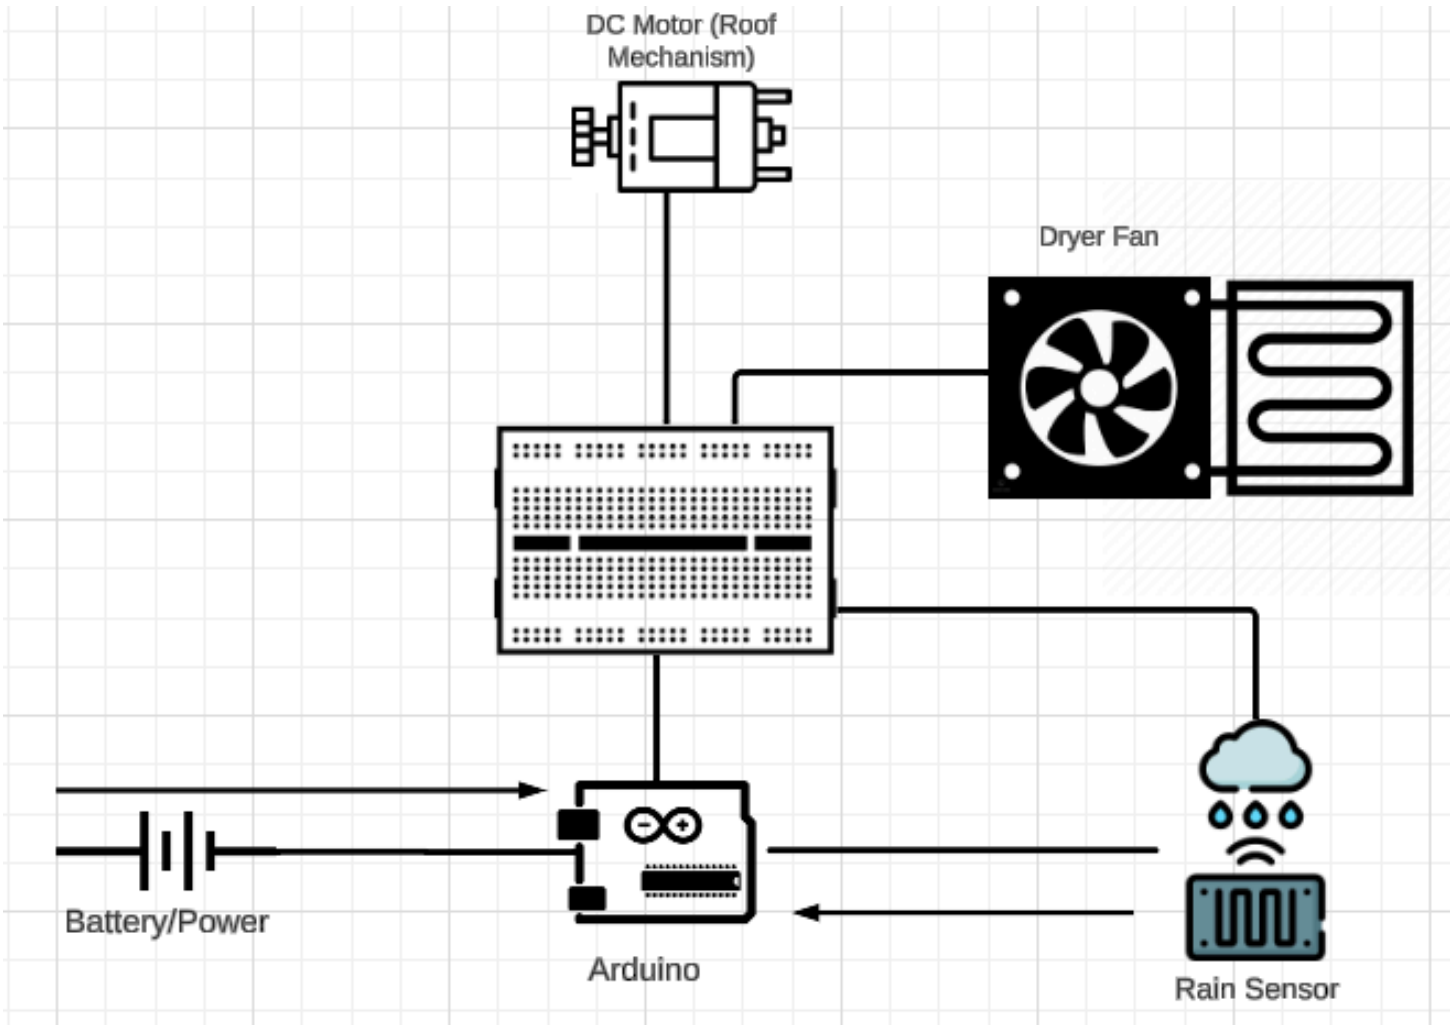 DC Motor (Roof
Mechanism)
Dryer Fan
Battery/Power
Arduino
Rain Sensor